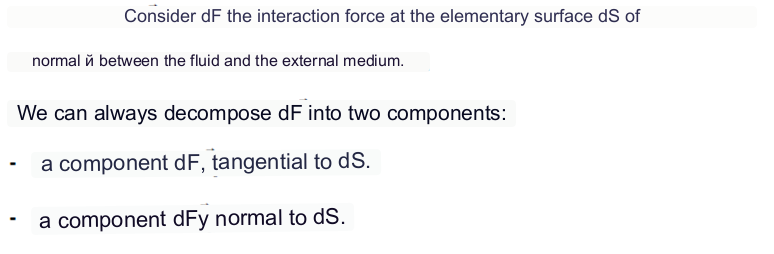 Consider dF the interaction force at the elementary surface dS of
normal й between the fluid and the external medium.
We can always decompose dF into two components:
- a component dF, tangential to dS.
- a component dFy normal to dS.